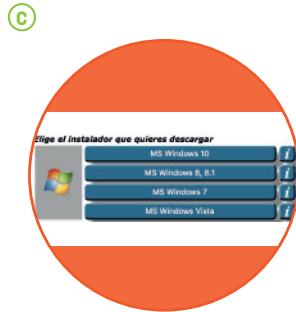 C
Elige el instalador que quieres descargar
MS Windows 10 i
MS Windows 8, 8.1 i
MS Windows 7 i
MS Windows Vista i